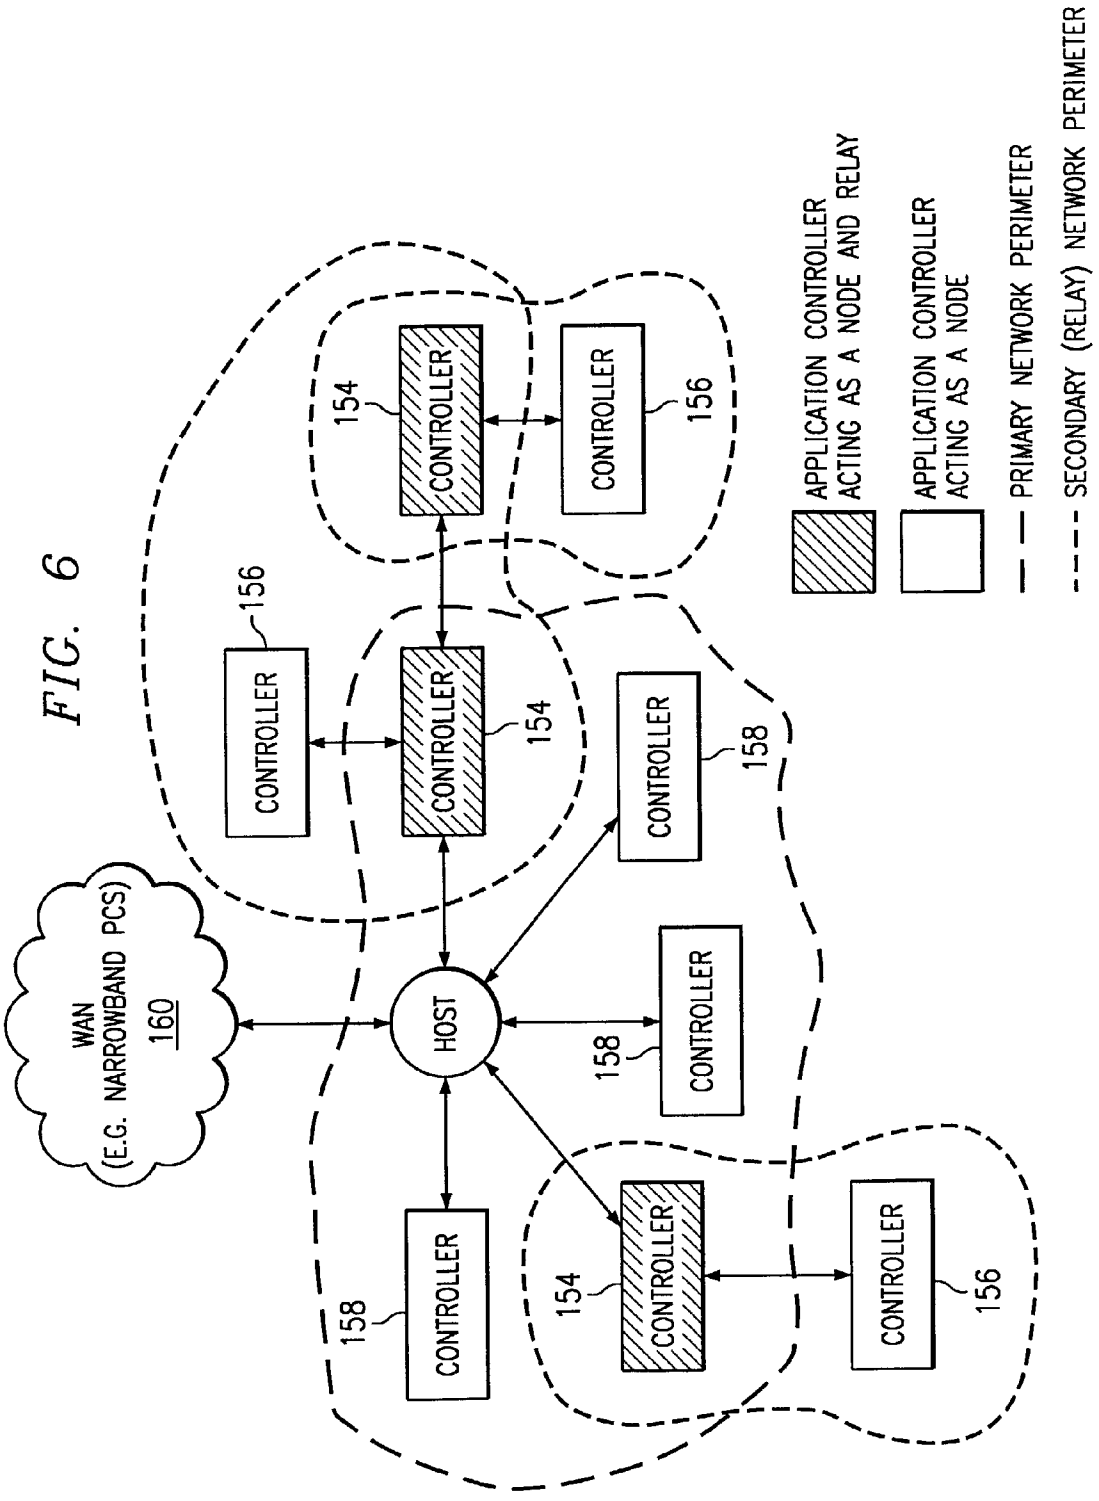 FIG. 6
WAN
(E.G. NARROWBAND PCS)
160
HOST
CONTROLLER
158
CONTROLLER
154
CONTROLLER
156
CONTROLLER
158
CONTROLLER
158
CONTROLLER
154
CONTROLLER
156
CONTROLLER
154
CONTROLLER
156
APPLICATION CONTROLLER
ACTING AS A NODE AND RELAY
APPLICATION CONTROLLER
ACTING AS A NODE
PRIMARY NETWORK PERIMETER
SECONDARY (RELAY) NETWORK PERIMETER